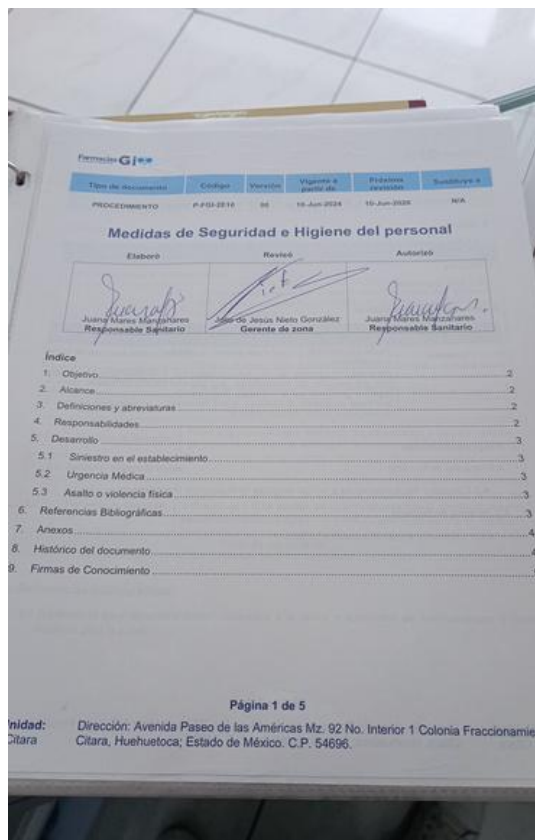 Farmacias Gi
Tipo de documento Código Versión Vigente a partir de Próxima revisión Sustituye a
PROCEDIMIENTO 10-Jun-2024 N/A
Medidas de Seguridad e Higiene del personal
Elaboró Revisó Autorizó
Juana Mares Manzanares de Jesús Nieto González Juana Mares Manzanares
Responsable Sanitario Gerente de zona Responsable Sanitario
Índice
1. Objetivo 2
2. Alcance 2
3. Definiciones y abreviaturas 2
4. Responsabilidades 2
5. Desarrollo 3
5.1 Siniestro en el establecimiento 3
5.2 Urgencia Médica 3
5.3 Asalto o violencia física 3
6. Referencias Bibliográficas 3
7. Anexos 4
8. Histórico del documento 4
9. Firmas de Conocimiento
Página 1 de 5
nidad: Dirección: Avenida Paseo de las Américas Mz. 92 No. Interior 1 Colonia Fraccionamie
Citara Citara, Huehuetoca; Estado de México. C.P. 54696.